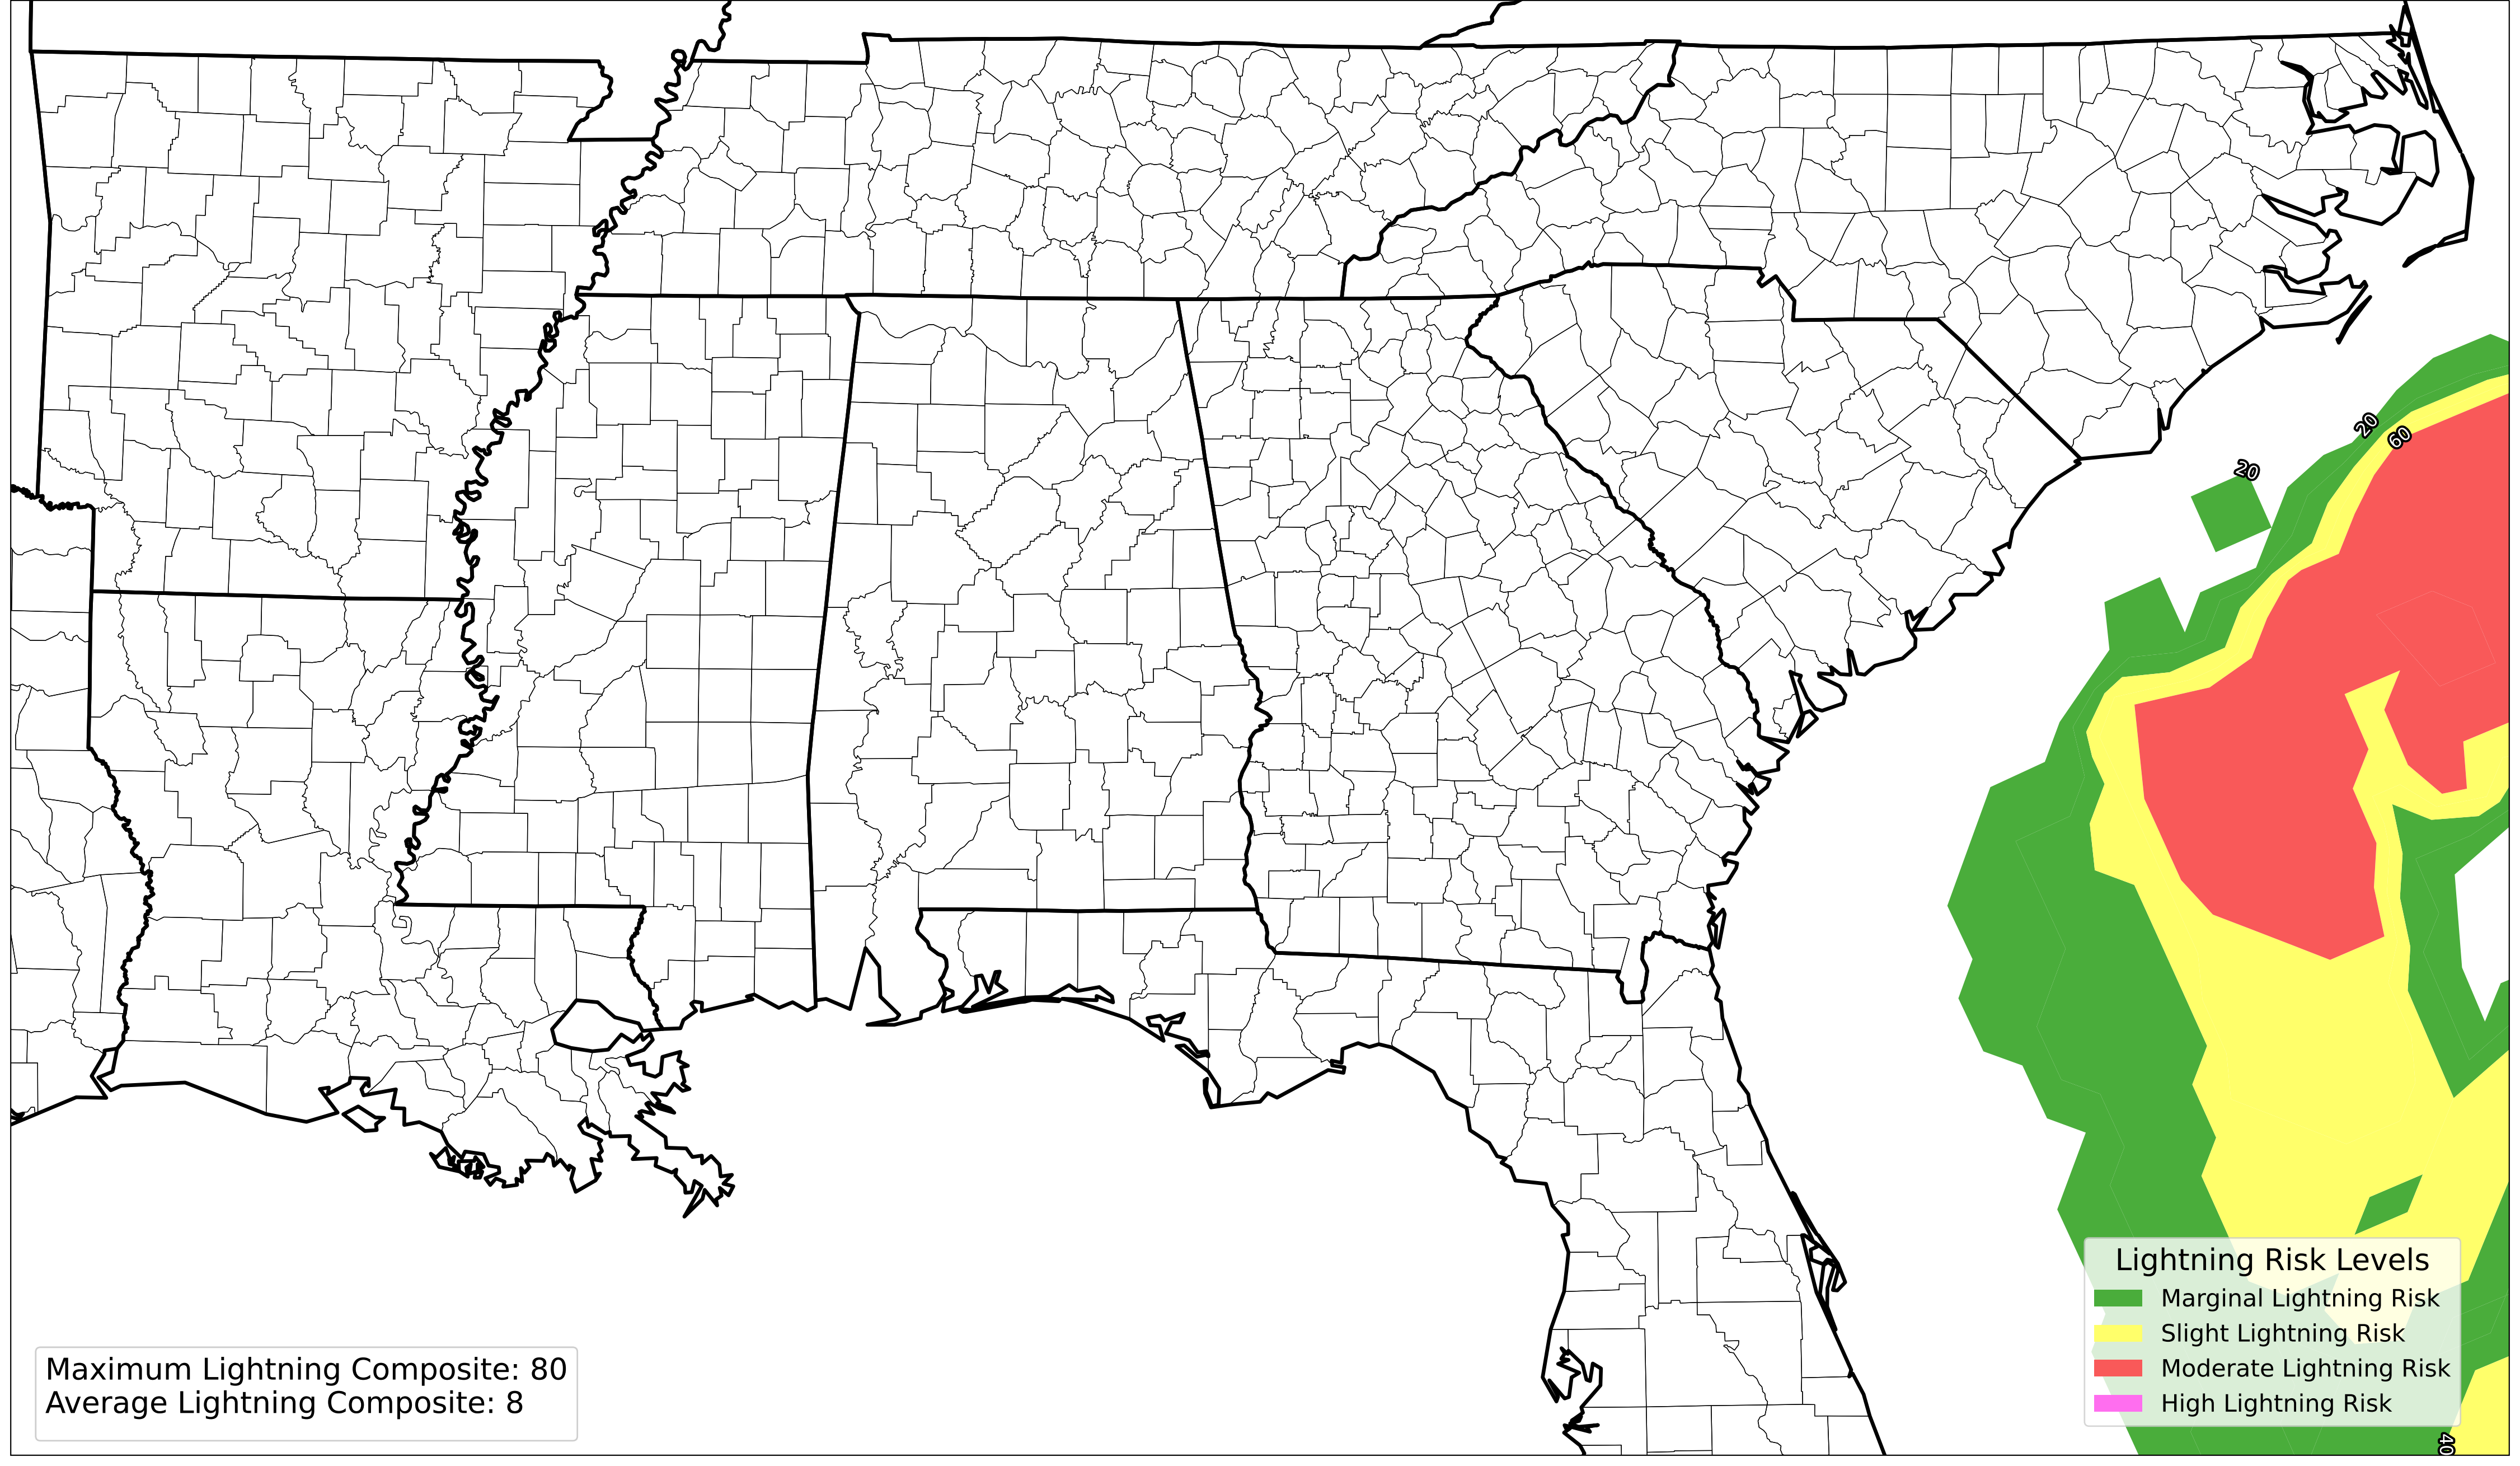 20
60
20
Lightning Risk Levels
Marginal Lightning Risk
Slight Lightning Risk
Moderate Lightning Risk
High Lightning Risk
Maximum Lightning Composite: 80
Average Lightning Composite: 8
40